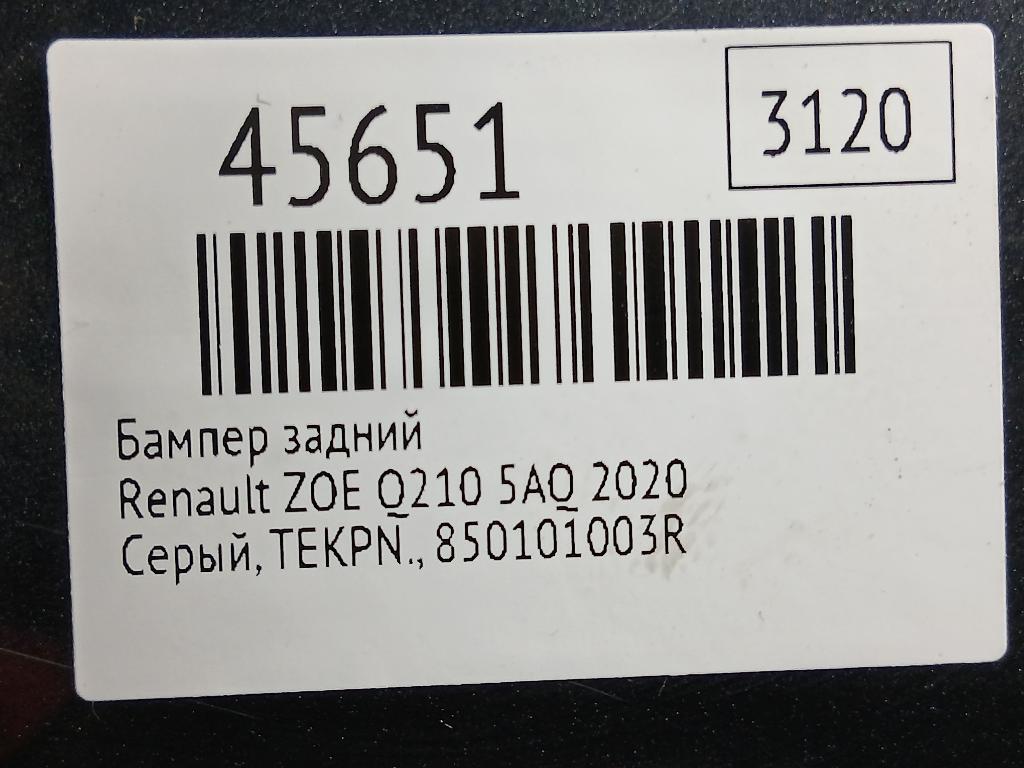 45651
3120
Бампер задний
Renault ZOE Q210 5AQ 2020
Серый, TEKPN., 850101003R